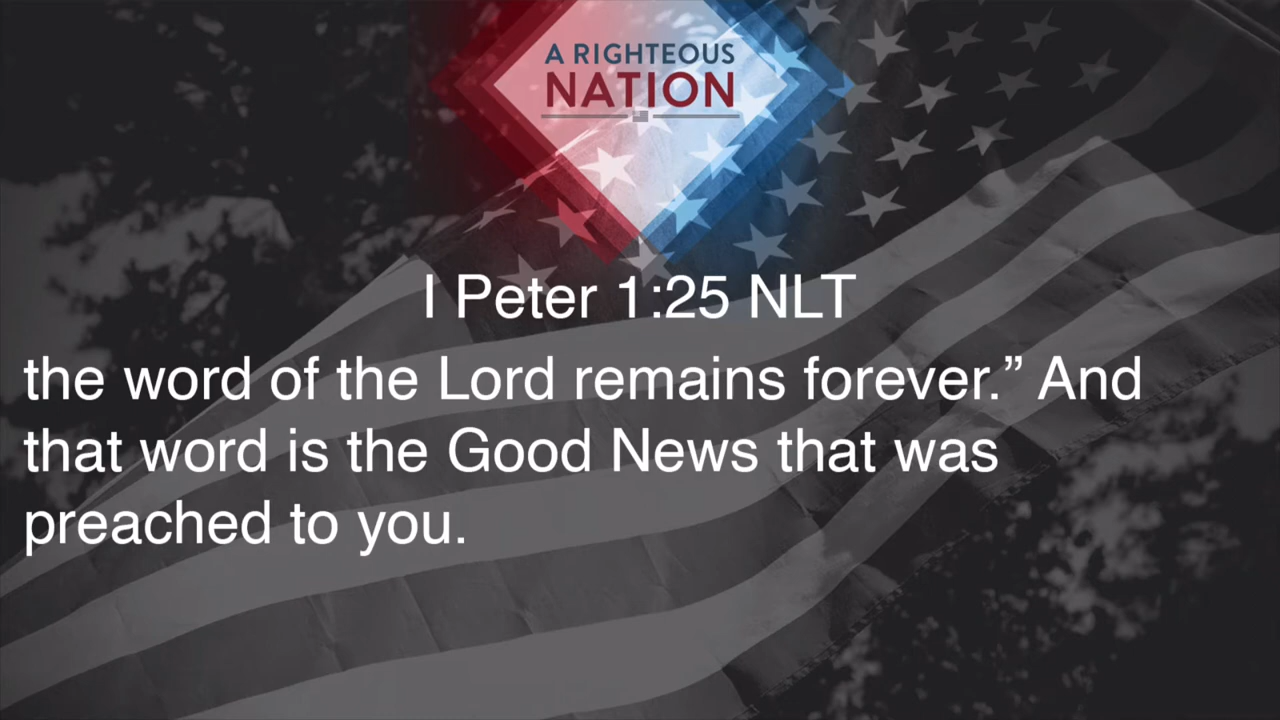 A RIGHTEOUS
NATION
I Peter 1:25 NLT
the word of the Lord remains forever.” And
that word is the Good News that was
preached to you.